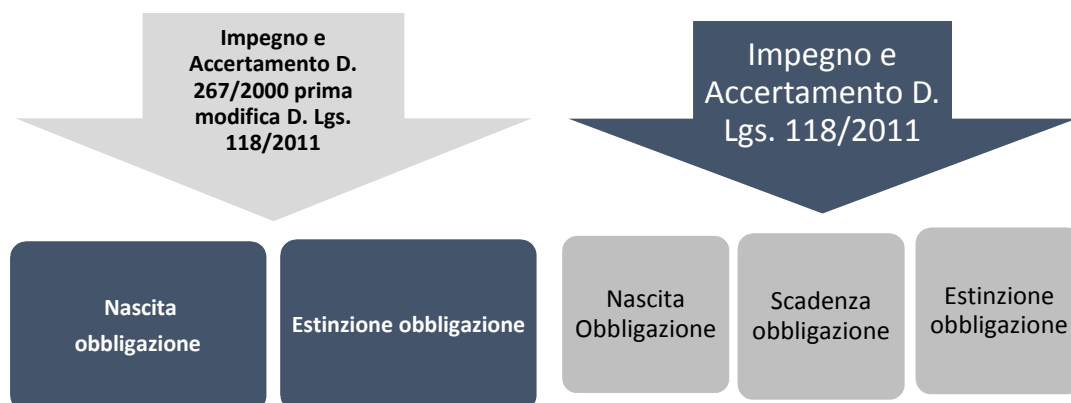 Impegno e
Accertamento D.
267/2000 prima
modifica D. Lgs.
118/2011
Impegno e
Accertamento D.
Lgs. 118/2011
Nascita
obbligazione
Estinzione obbligazione
Nascita
Obbligazione
Scadenza
obbligazione
Estinzione
obbligazione